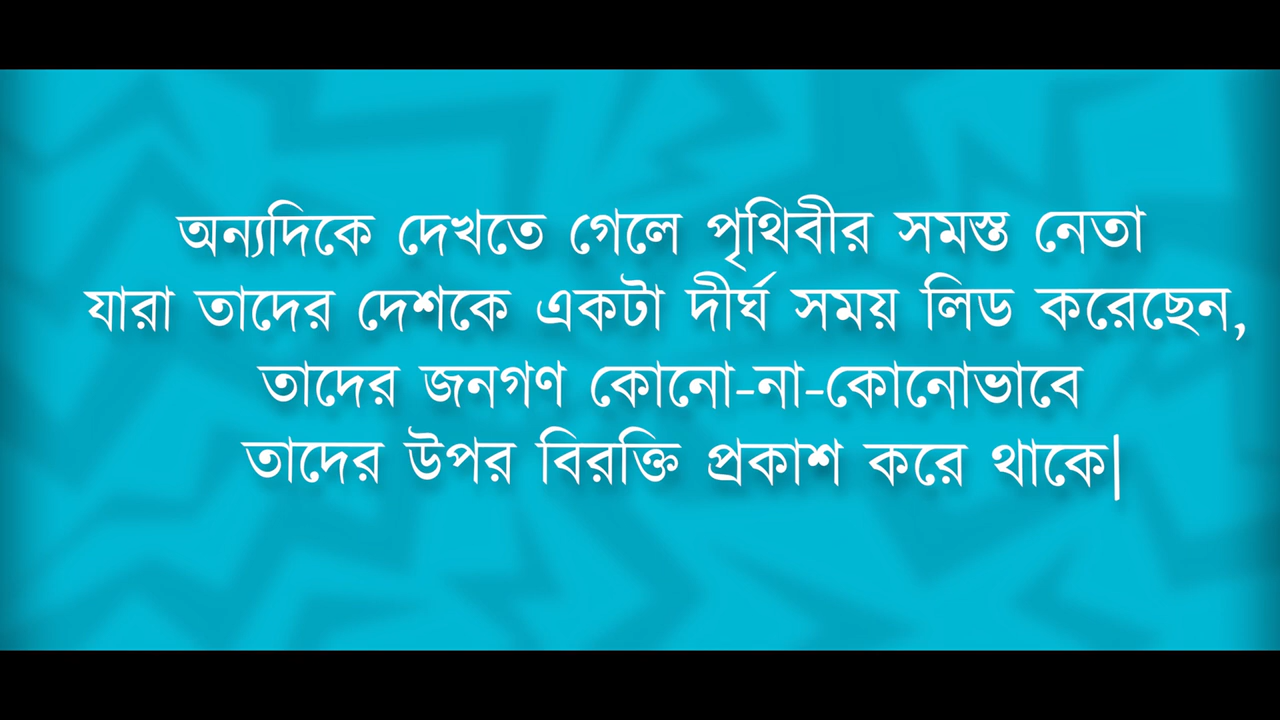 অন্যদিকে দেখতে গেলে পৃথিবীর সমস্ত নেতা
যারা তাদের দেশকে একটা দীর্ঘ সময় লিড করেছেন,
তাদের জনগণ কোনো-না-কোনোভাবে
তাদের উপর বিরক্তি প্রকাশ করে থাকে|